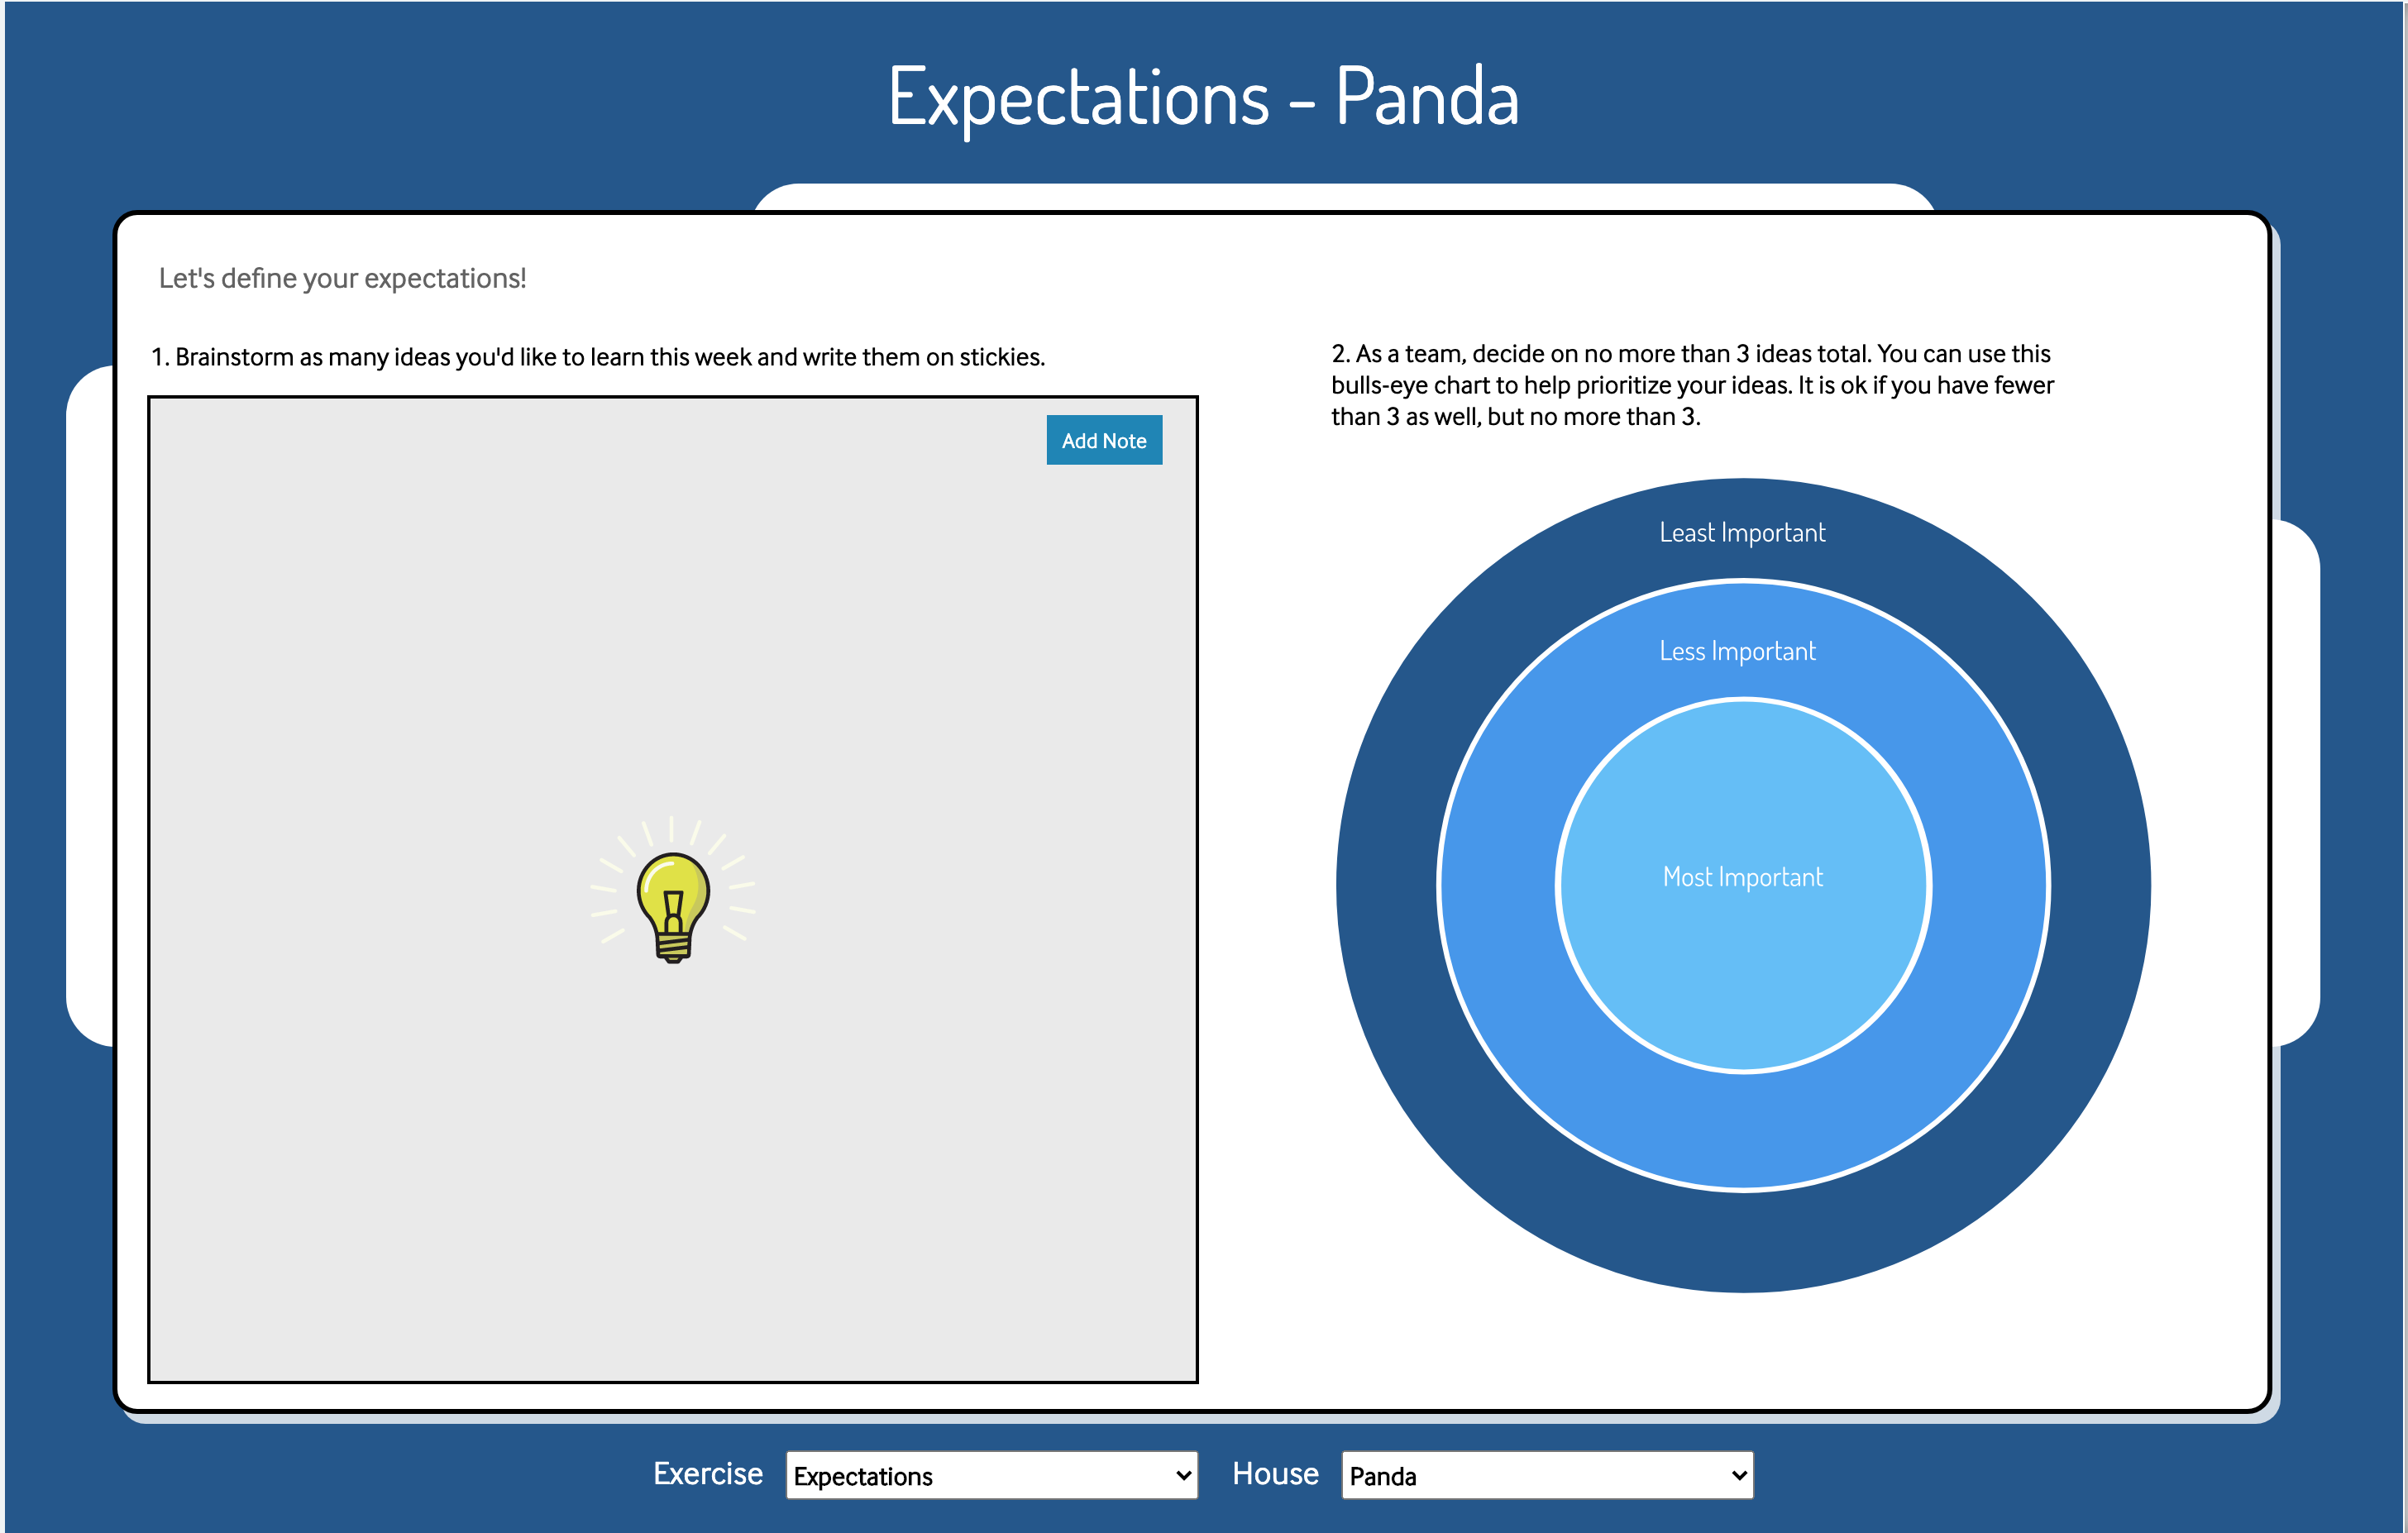 Expectations - Panda
Let's define your expectations!
1. Brainstorm as many ideas you'd like to learn this week and write them on stickies.
Add Note
2. As a team, decide on no more than 3 ideas total. You can use this
bulls-eye chart to help prioritize your ideas. It is ok if you have fewer
than 3 as well, but no more than 3.
Least Important
Less Important
Most Important
Exercise Expectations House Panda